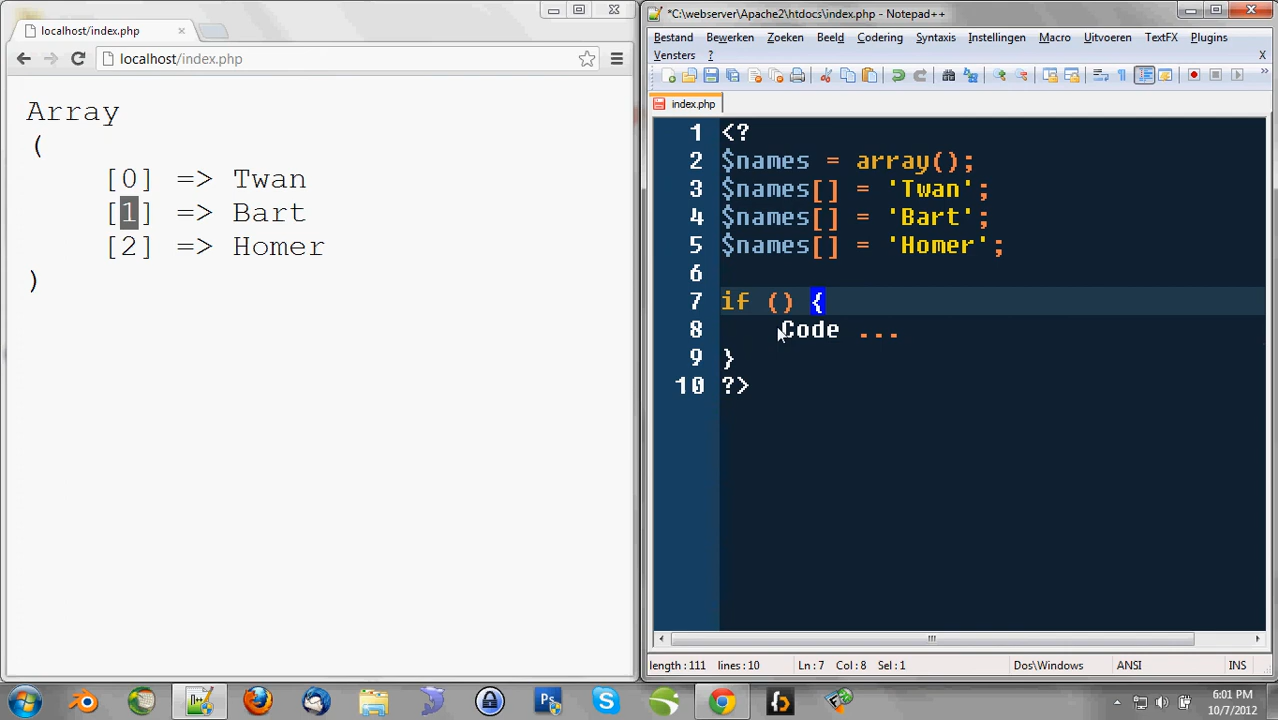 localhost/index.php
localhost/index.php
Array
(
[0] => Twan
[1] => Bart
[2] => Homer
)
*C:\webserver\Apache2\htdocs\index.php - Notepad++
Bestand Bewerken Zoeken Beeld Codering Syntaxis Instellingen Macro Uitvoeren TextFX Plugins
Vensters ? X
index.php
1 <?
2 $names = array();
3 $names[] = 'Twan';
4 $names[] = 'Bart';
5 $names[] = 'Homer';
6
7 if () {
8 Code ...
9 }
10 ?>
length : 111 lines : 10 Ln : 7 Col : 8 Sel : 1 Dos\Windows ANSI INS
6:01 PM
10/7/2012